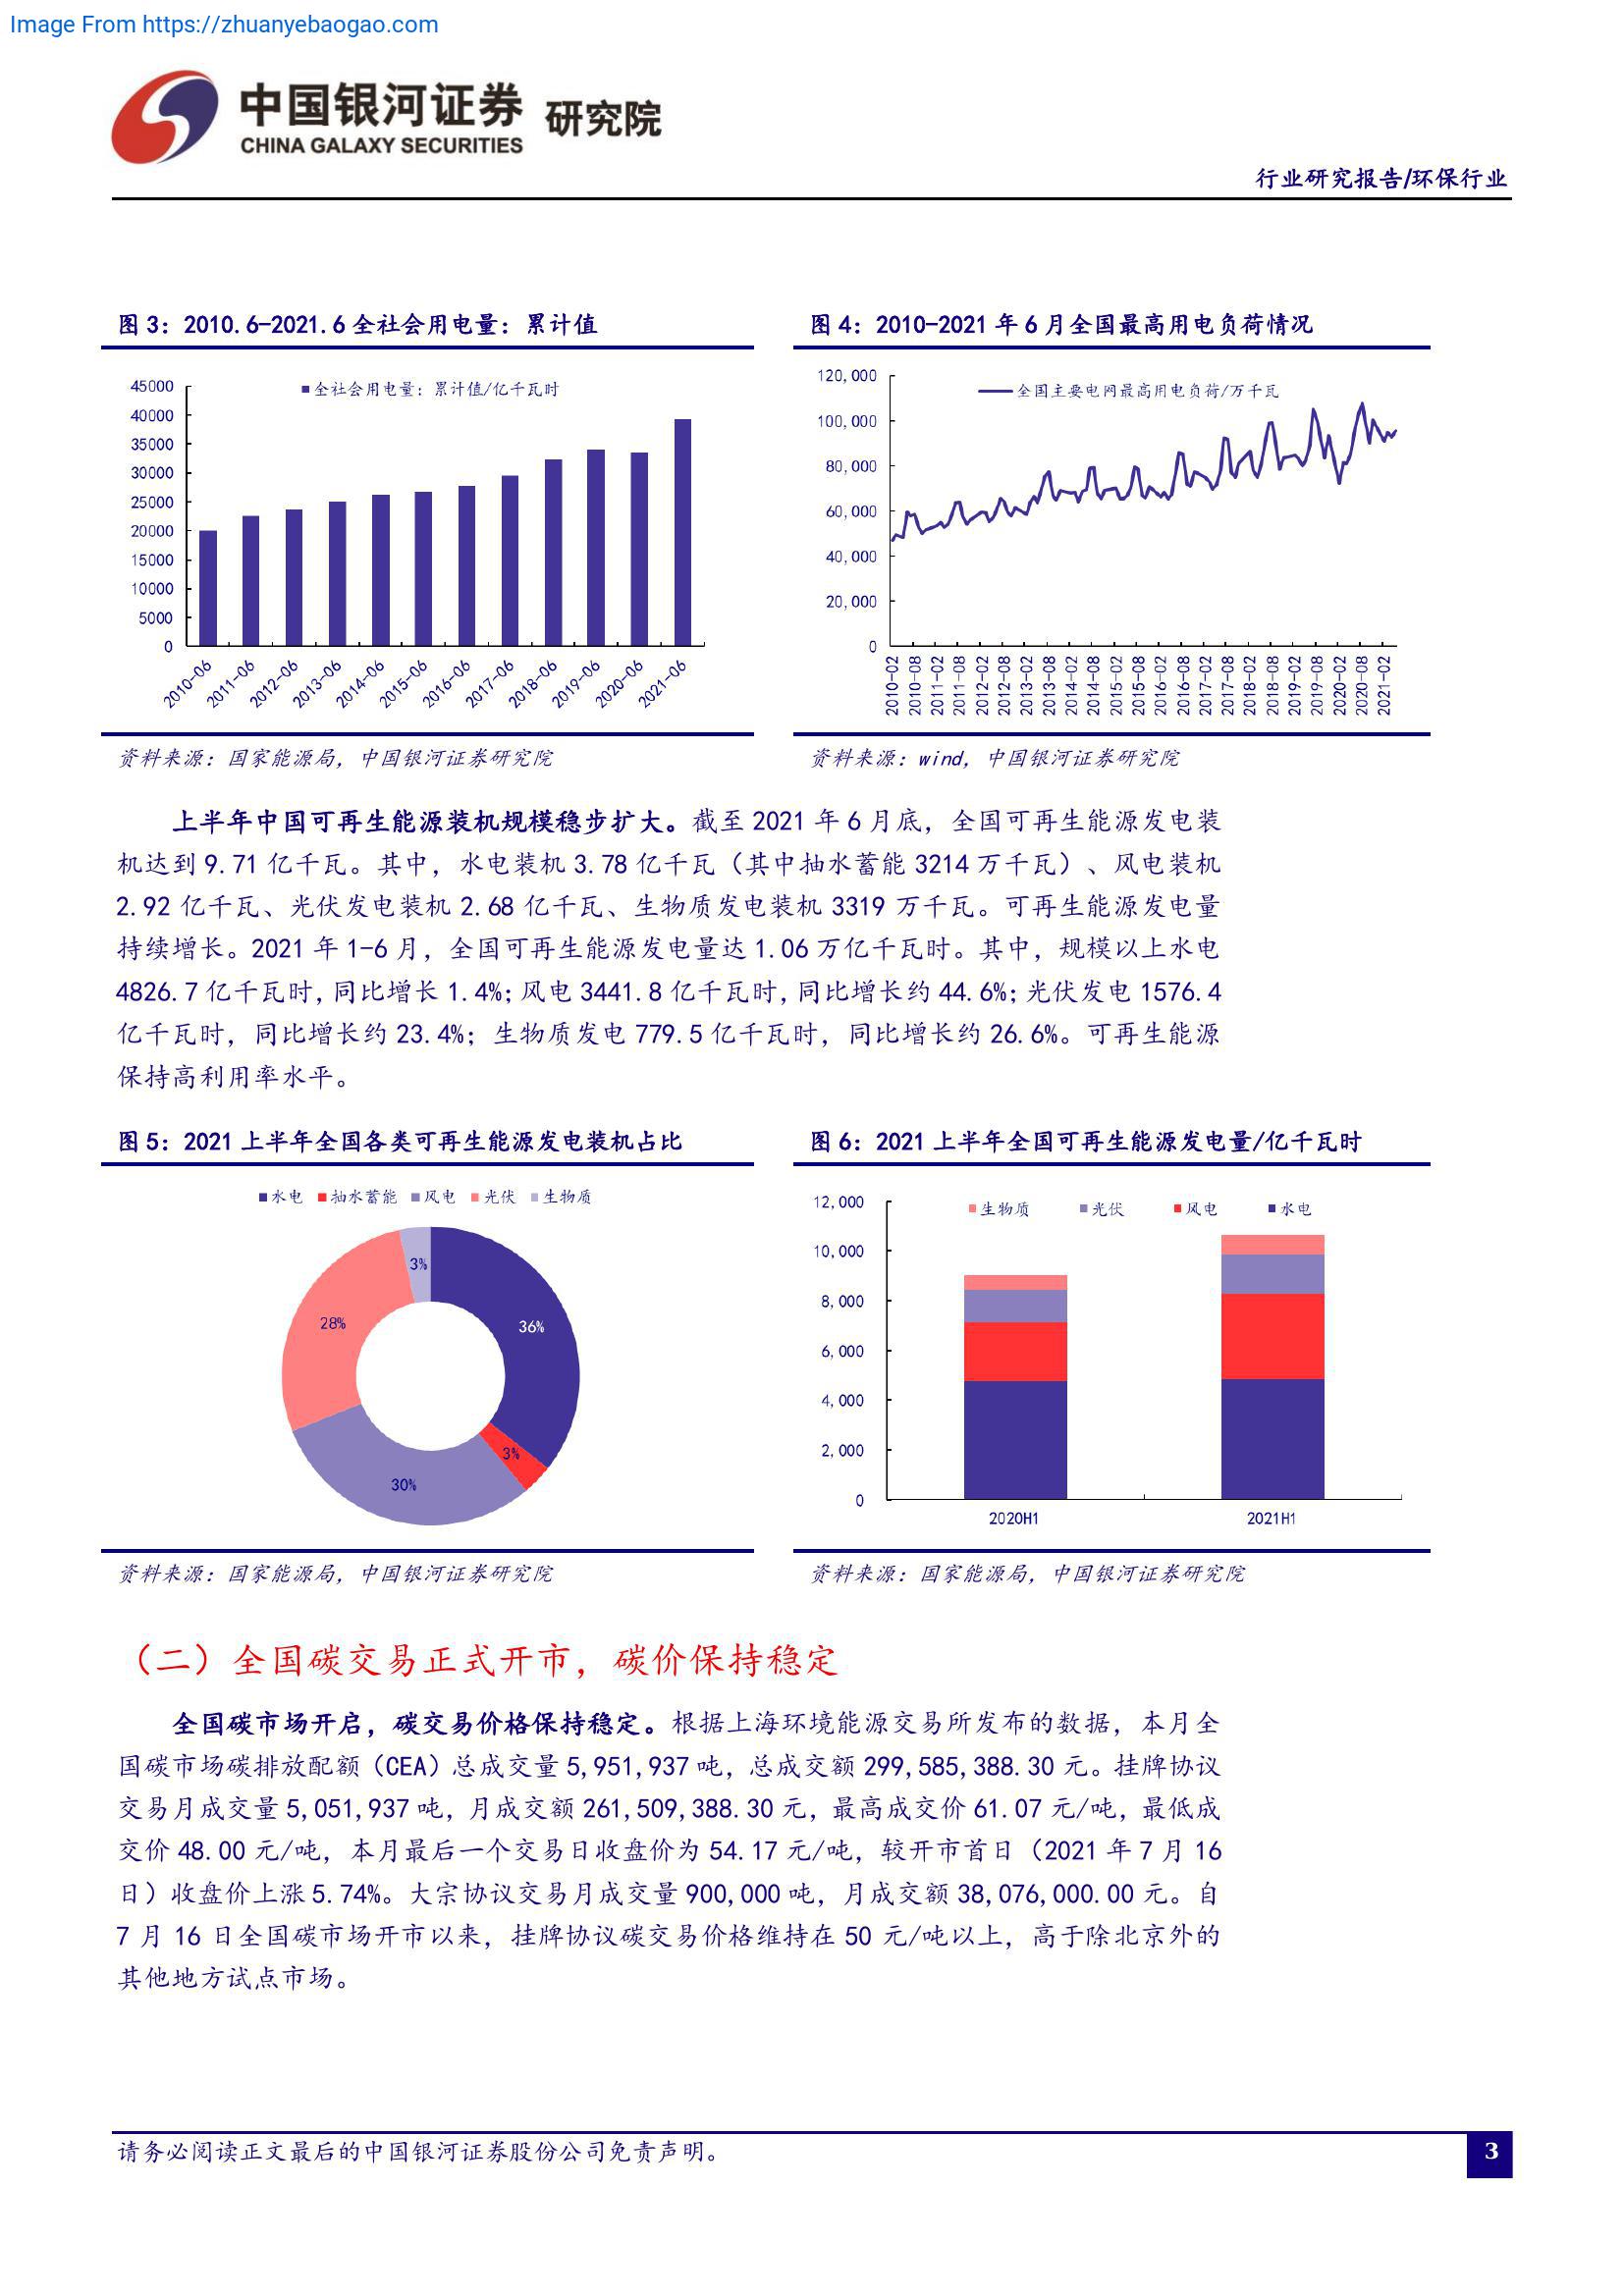 Image From https://zhuanyebaogao.com
中国银河证券 研究院
CHINA GALAXY SECURITIES
行业研究报告/环保行业
图 3：2010.6-2021.6 全社会用电量：累计值
45000
40000
35000
30000
25000
20000
15000
10000
5000
0
全社会用电量：累计值/亿千瓦时
2010-06
2011-06
2012-06
2013-06
2014-06
2015-06
2016-06
2017-06
2018-06
2019-06
2020-06
2021-06
资料来源：国家能源局，中国银河证券研究院
图 4：2010-2021 年 6 月全国最高用电负荷情况
120,000
100,000
80,000
60,000
40,000
20,000
0
全国主要电网最高用电负荷/万千瓦
2010-02
2010-08
2011-02
2011-08
2012-02
2012-08
2013-02
2013-08
2014-02
2014-08
2015-02
2015-08
2016-02
2016-08
2017-02
2017-08
2018-02
2018-08
2019-02
2019-08
2020-02
2020-08
2021-02
资料来源：wind，中国银河证券研究院
上半年中国可再生能源装机规模稳步扩大。截至 2021 年 6 月底，全国可再生能源发电装
机达到 9.71 亿千瓦。其中，水电装机 3.78 亿千瓦（其中抽水蓄能 3214 万千瓦）、风电装机
2.92 亿千瓦、光伏发电装机 2.68 亿千瓦、生物质发电装机 3319 万千瓦。可再生能源发电量
持续增长。2021 年 1-6 月，全国可再生能源发电量达 1.06 万亿千瓦时。其中，规模以上水电
4826.7 亿千瓦时，同比增长 1.4%；风电 3441.8 亿千瓦时，同比增长约 44.6%；光伏发电 1576.4
亿千瓦时，同比增长约 23.4%；生物质发电 779.5 亿千瓦时，同比增长约 26.6%。可再生能源
保持高利用率水平。
图 5：2021 上半年全国各类可再生能源发电装机占比
水电 抽水蓄能 风电 光伏 生物质
3%
36%
28%
3%
30%
资料来源：国家能源局，中国银河证券研究院
图 6：2021 上半年全国可再生能源发电量/亿千瓦时
12,000
10,000
8,000
6,000
4,000
2,000
0
生物质 光伏 风电 水电
2020H1
2021H1
资料来源：国家能源局，中国银河证券研究院
（二）全国碳交易正式开市，碳价保持稳定
全国碳市场开启，碳交易价格保持稳定。根据上海环境能源交易所发布的数据，本月全
国碳市场碳排放配额（CEA）总成交量 5,951,937 吨，总成交额 299,585,388.30 元。挂牌协议
交易月成交量 5,051,937 吨，月成交额 261,509,388.30 元，最高成交价 61.07 元/吨，最低成
交价 48.00 元/吨，本月最后一个交易日收盘价为 54.17 元/吨，较开市首日（2021 年 7 月 16
日）收盘价上涨 5.74%。大宗协议交易月成交量 900,000 吨，月成交额 38,076,000.00 元。自
7 月 16 日全国碳市场开市以来，挂牌协议碳交易价格维持在 50 元/吨以上，高于除北京外的
其他地方试点市场。
请务必阅读正文最后的中国银河证券股份公司免责声明。
3